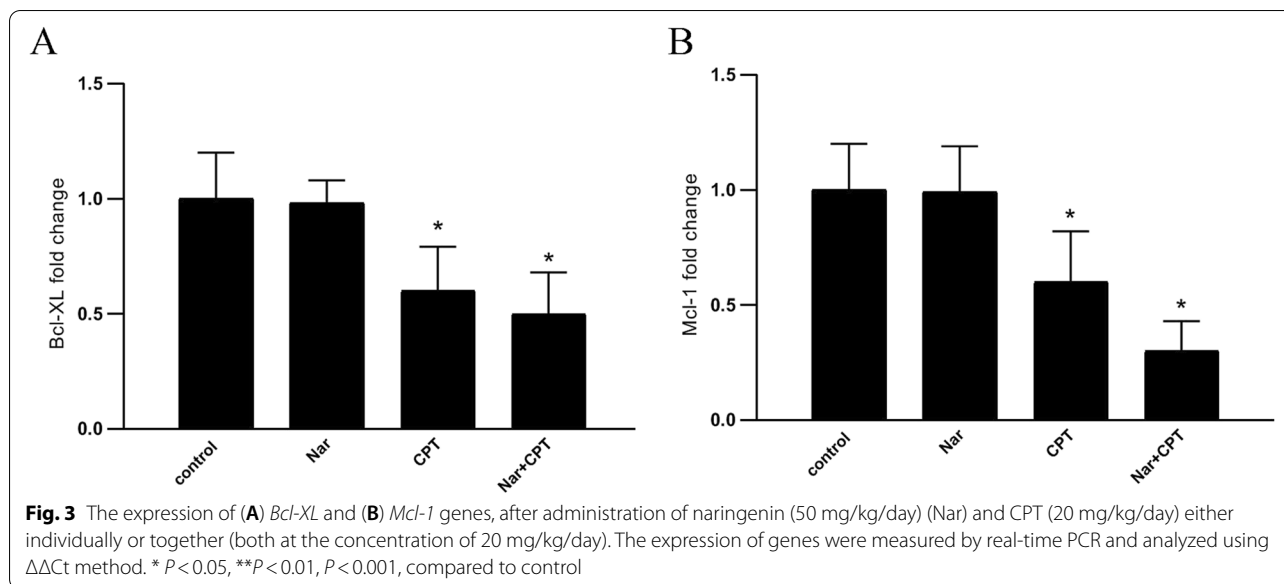 A
B
1.5
1.0
0.5
0.0
Bcl-XL fold change
*
*
control
Nar
CPT
Nar+CPT
1.5
1.0
0.5
0.0
Mcl-1 fold change
*
*
control
Nar
CPT
Nar+CPT
Fig. 3 The expression of (A) Bcl-XL and (B) Mcl-1 genes, after administration of naringenin (50 mg/kg/day) (Nar) and CPT (20 mg/kg/day) either
individually or together (both at the concentration of 20 mg/kg/day). The expression of genes were measured by real-time PCR and analyzed using
ΔΔCt method. * P < 0.05, **P < 0.01, P < 0.001, compared to control